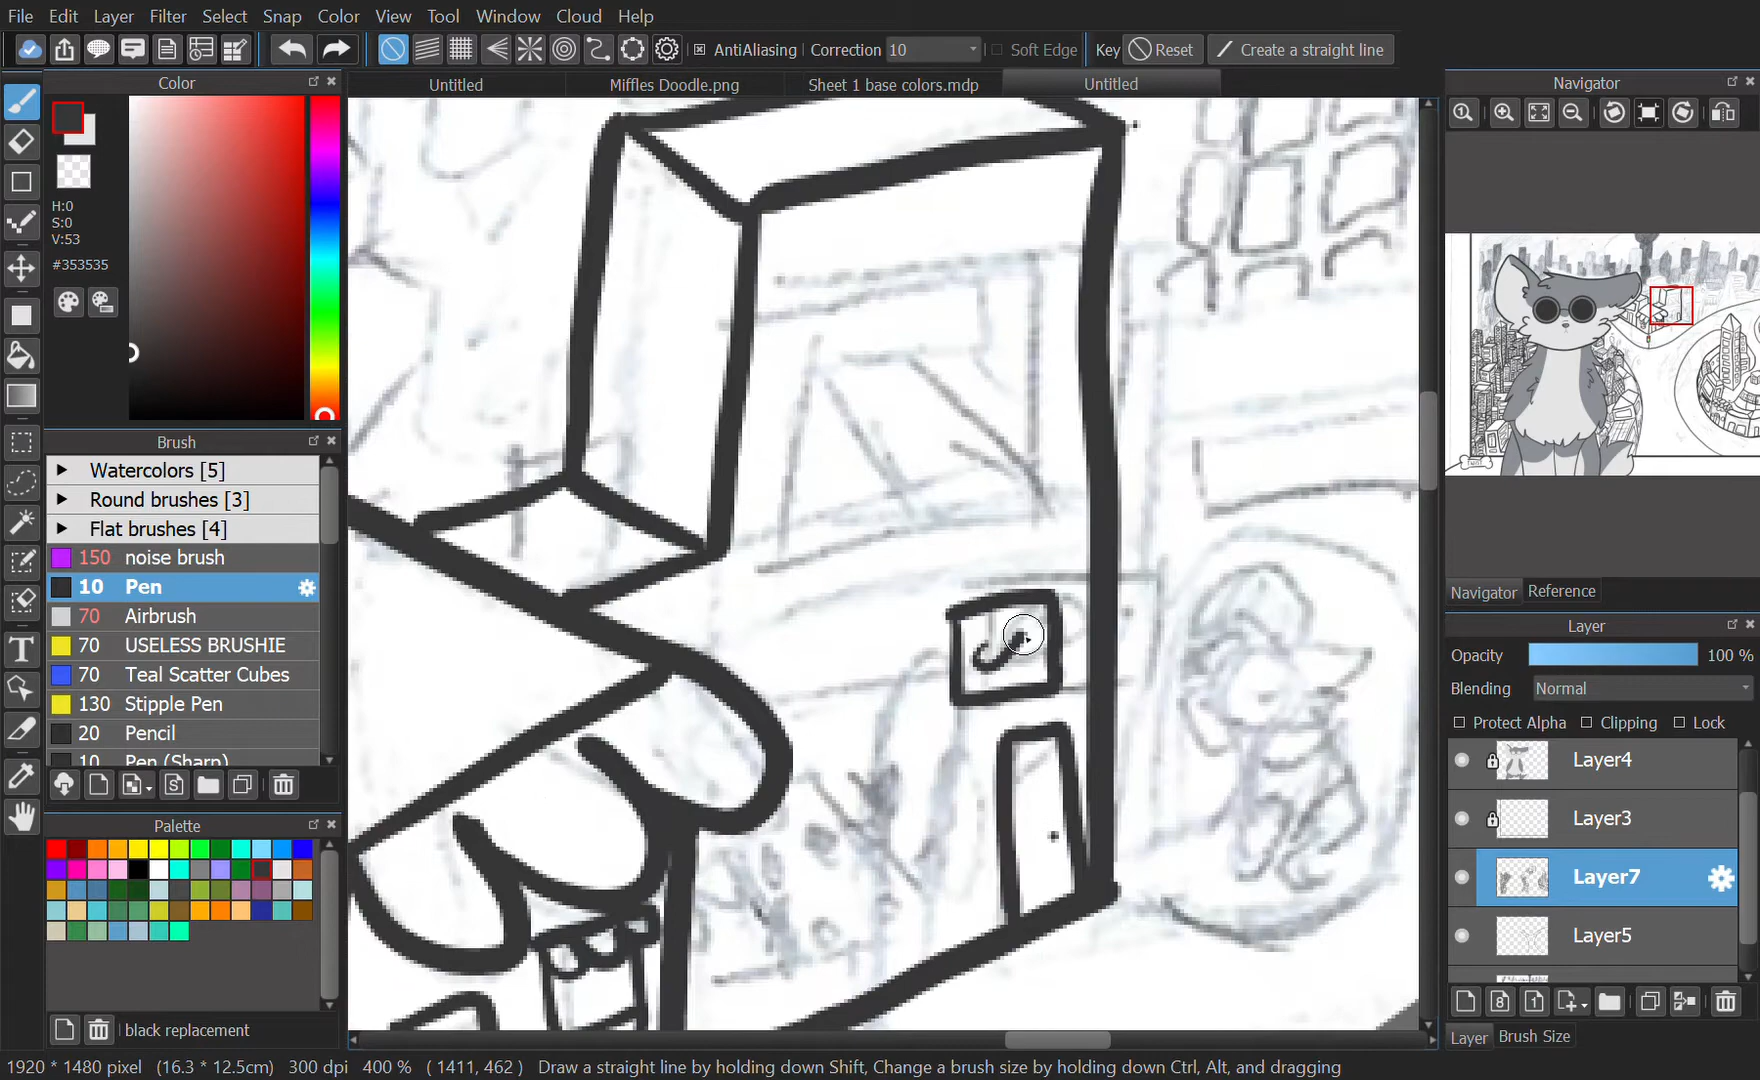 File Edit Layer Filter Select Snap Color View Tool Window Cloud Help
AntiAliasing Correction 10 Soft Edge Key Reset Create a straight line
Color
Untitled Miffles Doodle.png Sheet 1 base colors.mdp Untitled
Navigator
H:0
S:0
V:53
#353535
Brush
Watercolors [5]
Round brushes [3]
Flat brushes [4]
150 noise brush
10 Pen
70 Airbrush
70 USELESS BRUSHIE
70 Teal Scatter Cubes
130 Stipple Pen
20 Pencil
10 Pen (Sharp)
Palette
black replacement
Navigator Reference
Layer
Opacity 100 %
Blending Normal
Protect Alpha Clipping Lock
Layer4
Layer3
Layer7
Layer5
Layer Brush Size
1920 * 1480 pixel (16.3 * 12.5cm) 300 dpi 400 % ( 1411, 462 ) Draw a straight line by holding down Shift, Change a brush size by holding down Ctrl, Alt, and dragging